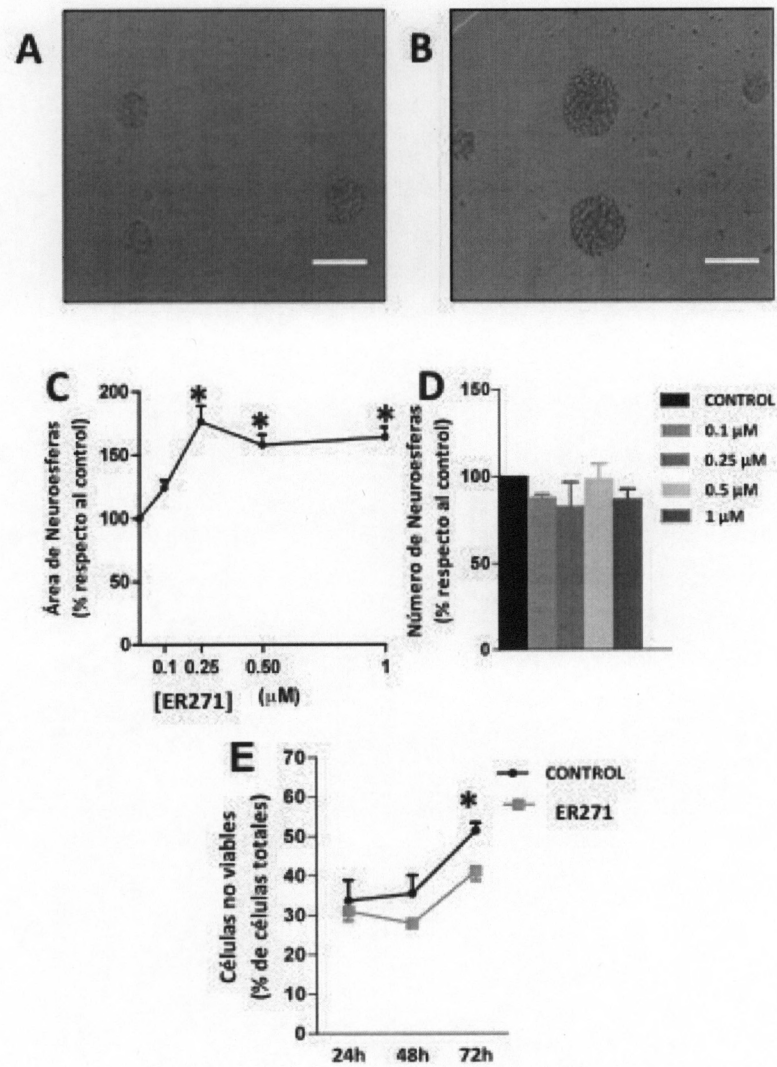 A
B
C
Área de Neuroesferas
(% respecto al control)
200
150
100
50
0
0.1 0.25 0.50 1
[ER271] (μM)
D
Número de Neuroesferas
(% respecto al control)
150
100
50
0
CONTROL
0.1 μM
0.25 μM
0.5 μM
1 μM
E
Células no viables
(% de células totales)
70
60
50
40
30
20
10
0
24h 48h 72h
CONTROL
ER271
*
*
*
*